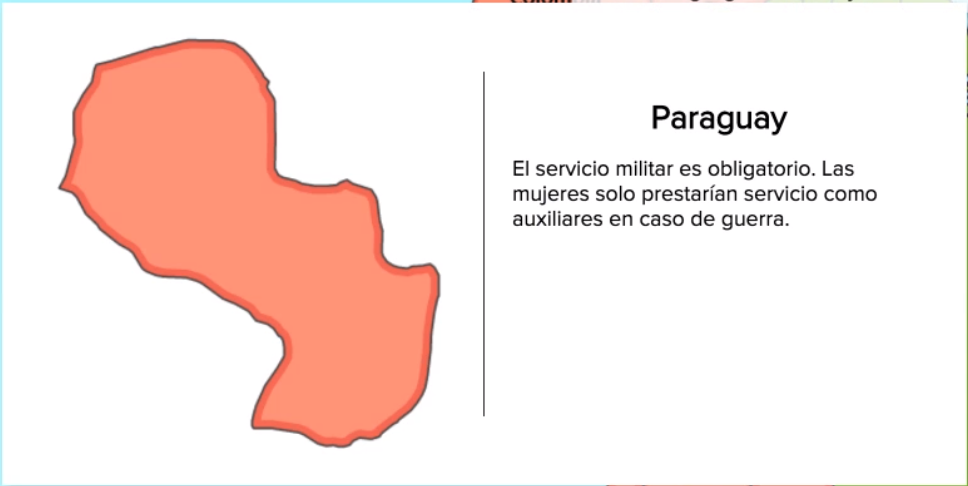 Paraguay
El servicio militar es obligatorio. Las
mujeres solo prestarían servicio como
auxiliares en caso de guerra.